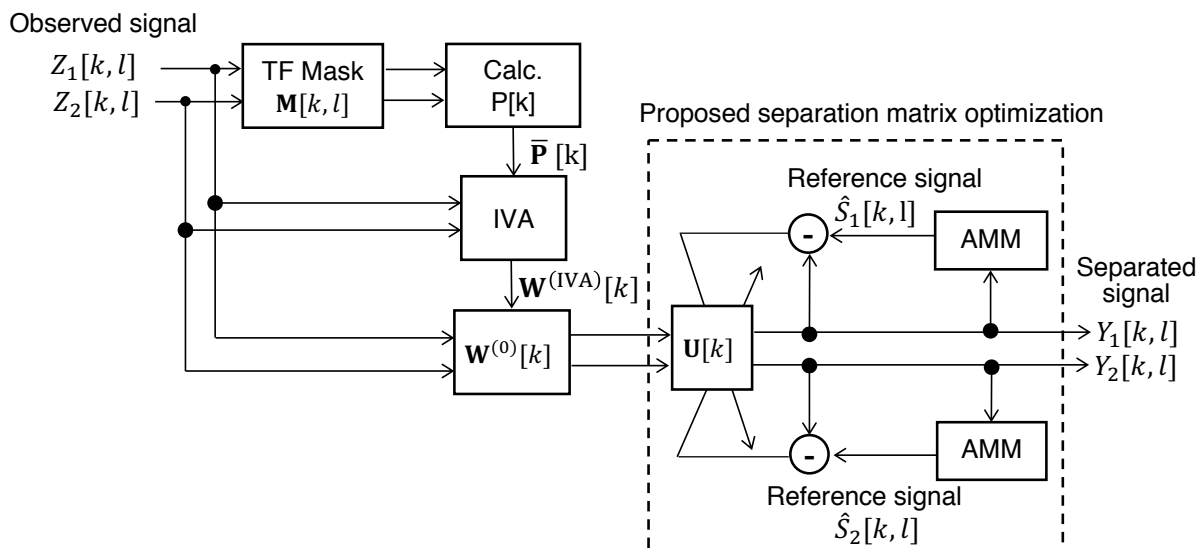 Observed signal
Z₁[k, l]
Z₂[k, l]
TF Mask
M[k, l]
Calc.
P[k]
P̅ [k]
IVA
W⁽ᴵⱽᴬ⁾[k]
W⁽⁰⁾[k]
Proposed separation matrix optimization
Reference signal
Ŝ₁[k, l]
-
AMM
U[k]
Separated
signal
Y₁[k, l]
Y₂[k, l]
-
AMM
Reference signal
Ŝ₂[k, l]